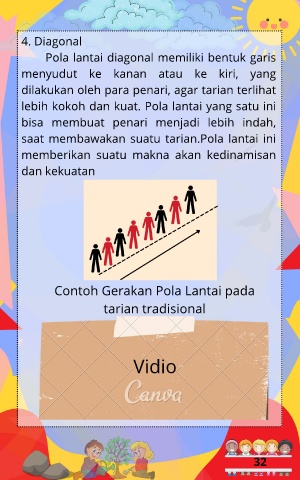 4. Diagonal
Pola lantai diagonal memiliki bentuk garis
menyudut ke kanan atau ke kiri, yang
dilakukan oleh para penari, agar tarian terlihat
lebih kokoh dan kuat. Pola lantai yang satu ini
bisa membuat penari menjadi lebih indah,
saat membawakan suatu tarian.Pola lantai ini
memberikan suatu makna akan kedinamisan
dan kekuatan
Contoh Gerakan Pola Lantai pada
tarian tradisional
Vidio
Canva
32